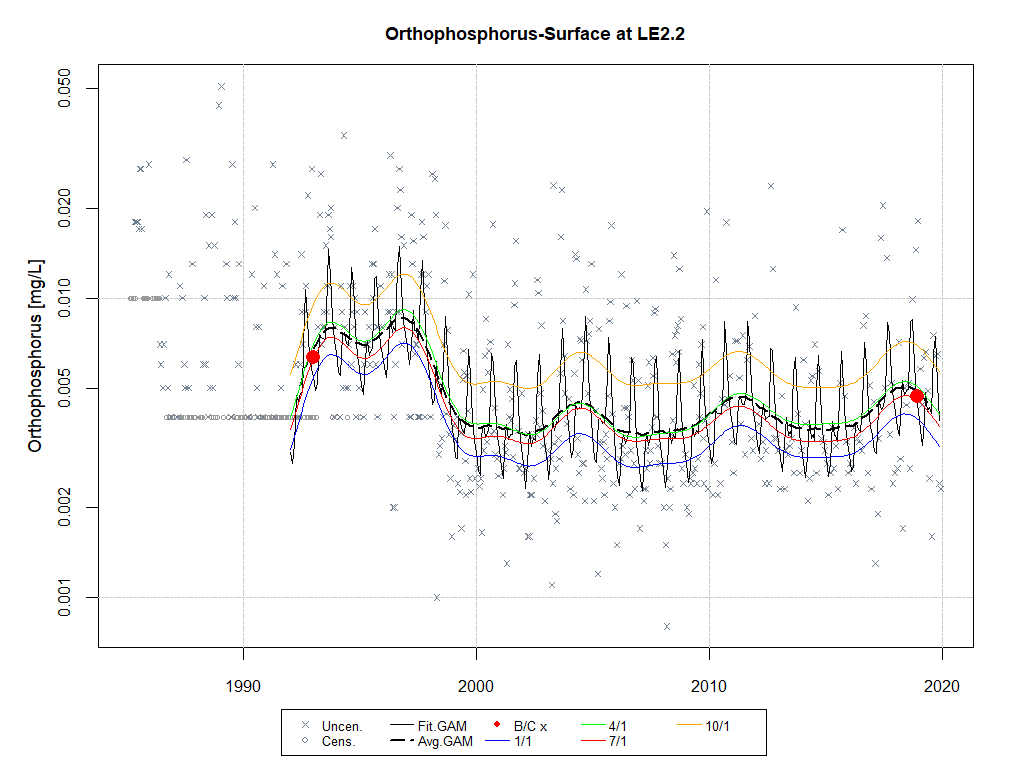 Orthophosphorus-Surface at LE2.2
Orthophosphorus [mg/L]
0.050
0.020
0.010
0.005
0.002
0.001
1990 2000 2010 2020
Uncen. Fit.GAM B/C x 4/1 10/1
Cens. Avg.GAM 1/1 7/1